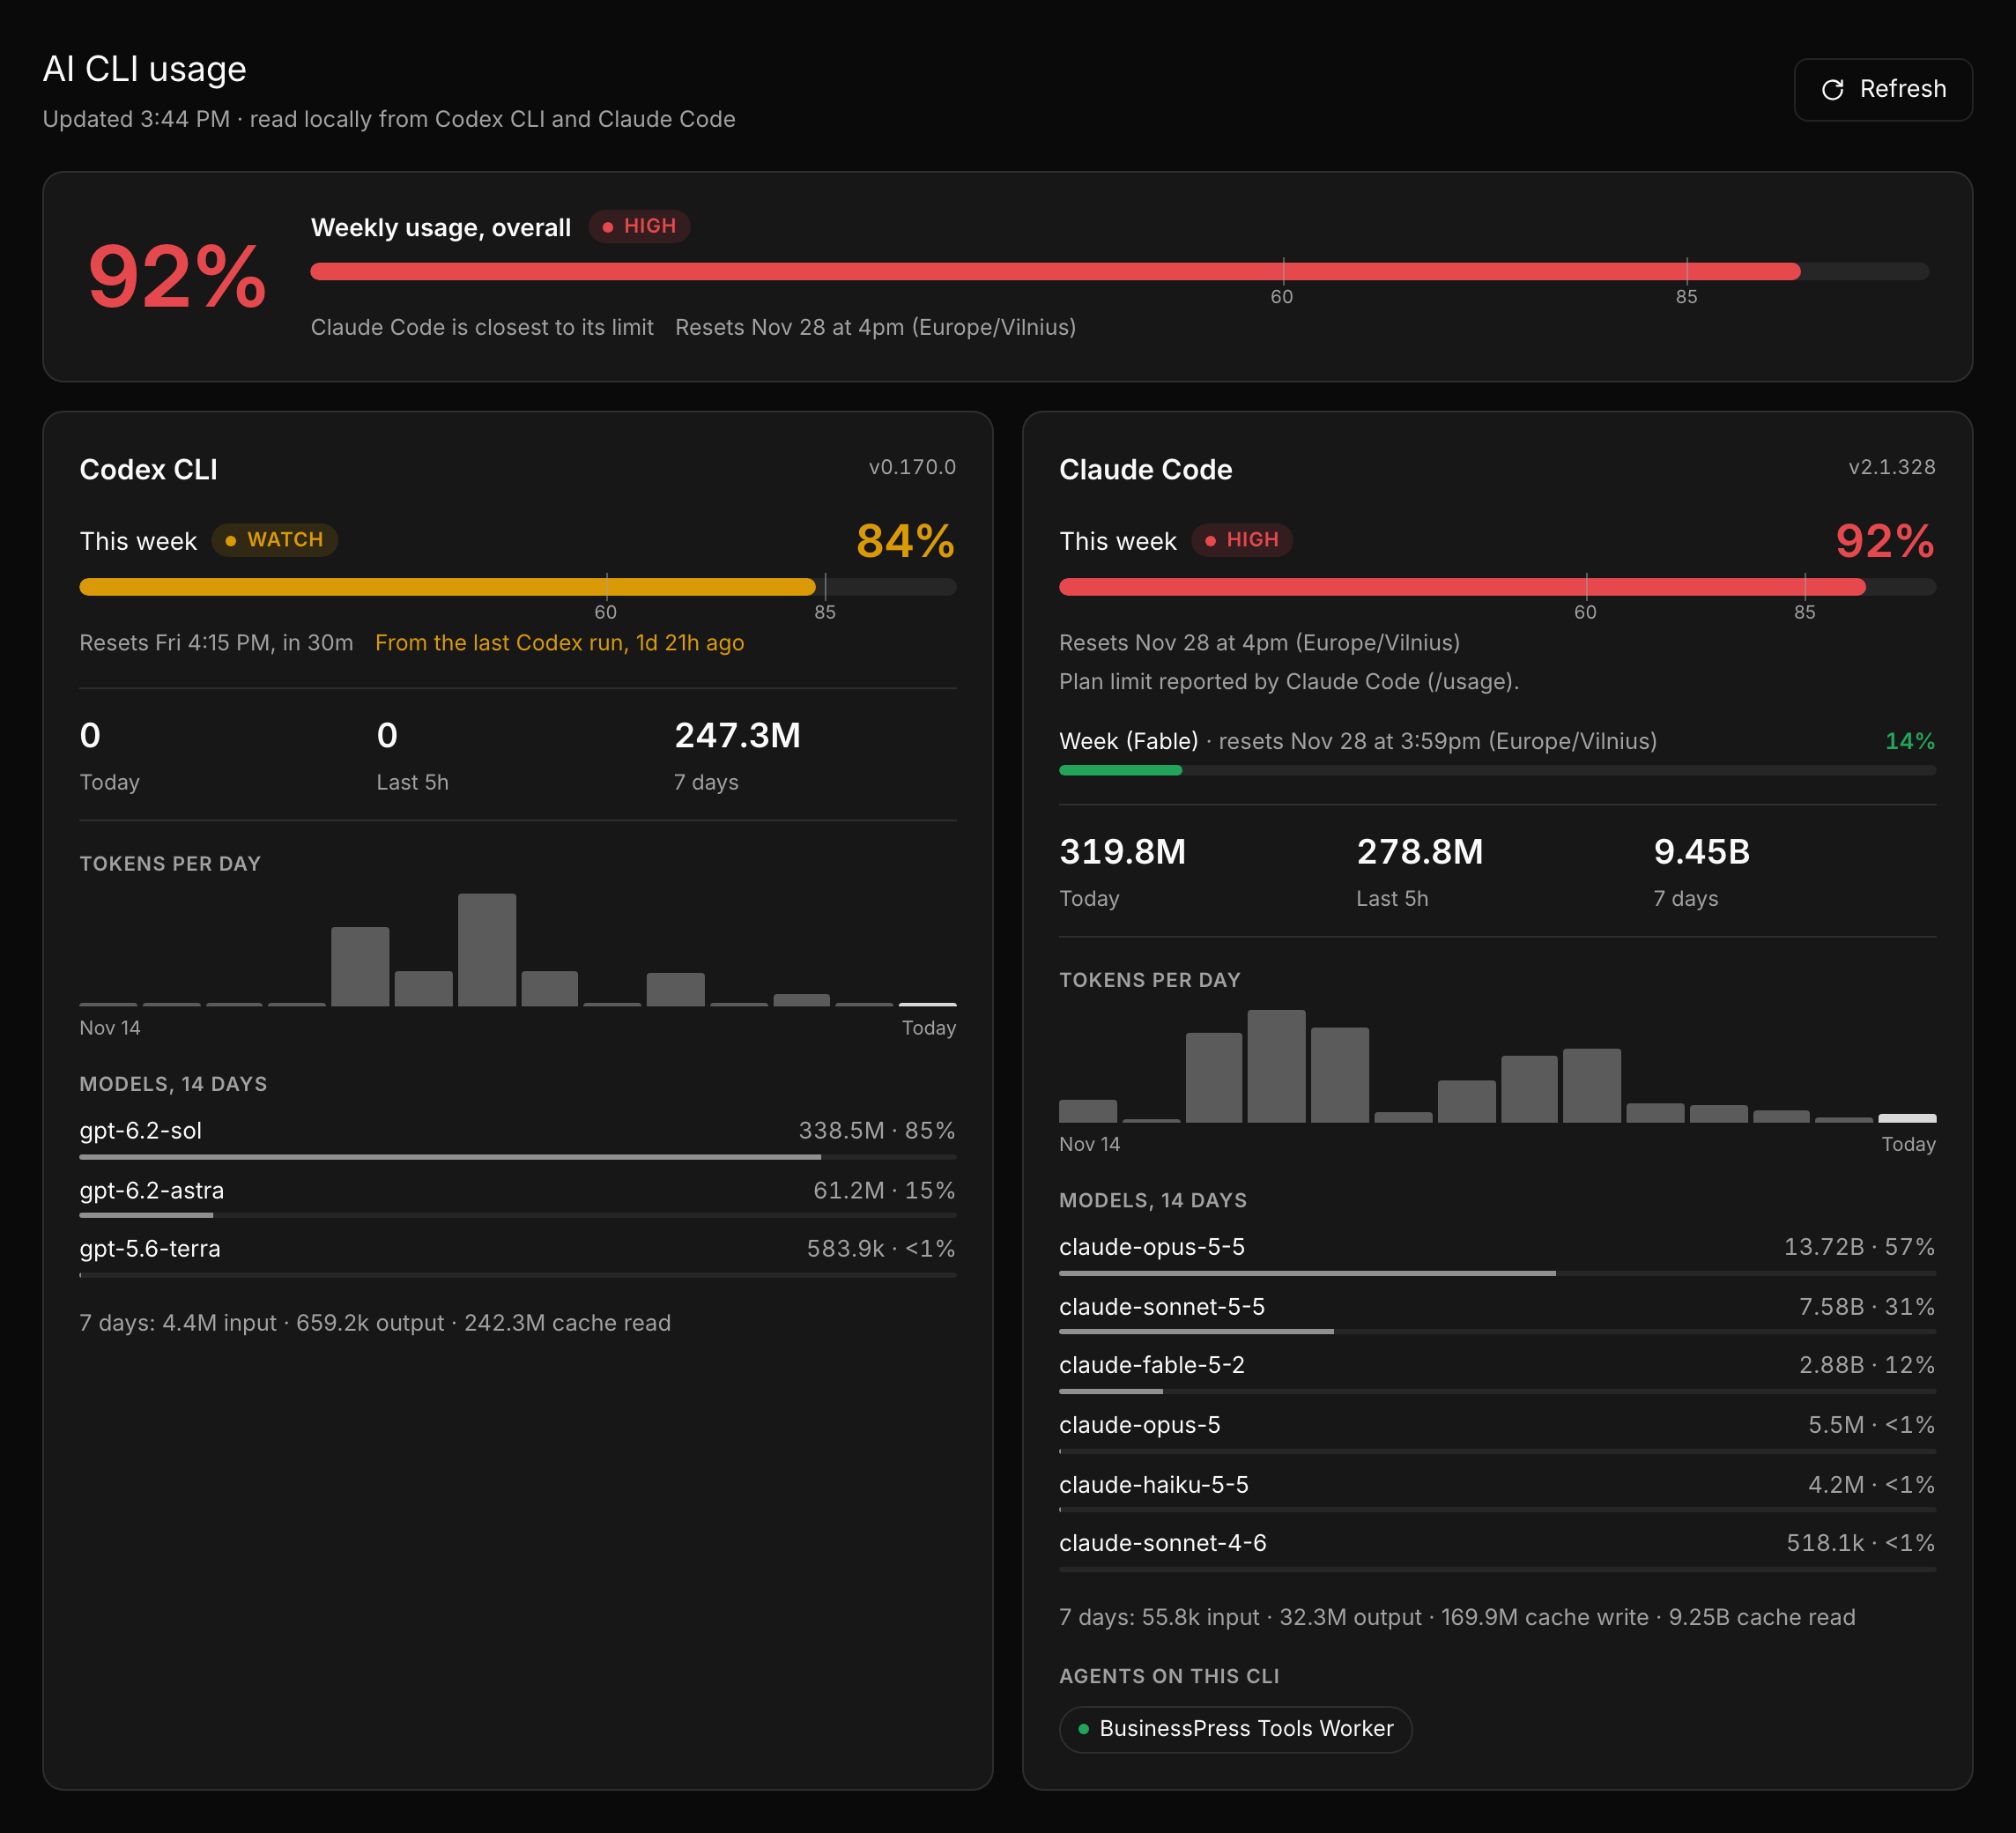 AI CLI usage
Updated 3:44 PM · read locally from Codex CLI and Claude Code
Refresh
92%
Weekly usage, overall
HIGH
60
85
Claude Code is closest to its limit Resets Nov 28 at 4pm (Europe/Vilnius)
Codex CLI
v0.170.0
This week
WATCH
84%
60
85
Resets Fri 4:15 PM, in 30m From the last Codex run, 1d 21h ago
0
0
247.3M
Today
Last 5h
7 days
TOKENS PER DAY
Nov 14
Today
MODELS, 14 DAYS
gpt-6.2-sol
338.5M · 85%
gpt-6.2-astra
61.2M · 15%
gpt-5.6-terra
583.9k · <1%
7 days: 4.4M input · 659.2k output · 242.3M cache read
Claude Code
v2.1.328
This week
HIGH
92%
60
85
Resets Nov 28 at 4pm (Europe/Vilnius)
Plan limit reported by Claude Code (/usage).
Week (Fable) · resets Nov 28 at 3:59pm (Europe/Vilnius)
14%
319.8M
278.8M
9.45B
Today
Last 5h
7 days
TOKENS PER DAY
Nov 14
Today
MODELS, 14 DAYS
claude-opus-5-5
13.72B · 57%
claude-sonnet-5-5
7.58B · 31%
claude-fable-5-2
2.88B · 12%
claude-opus-5
5.5M · <1%
claude-haiku-5-5
4.2M · <1%
claude-sonnet-4-6
518.1k · <1%
7 days: 55.8k input · 32.3M output · 169.9M cache write · 9.25B cache read
AGENTS ON THIS CLI
BusinessPress Tools Worker